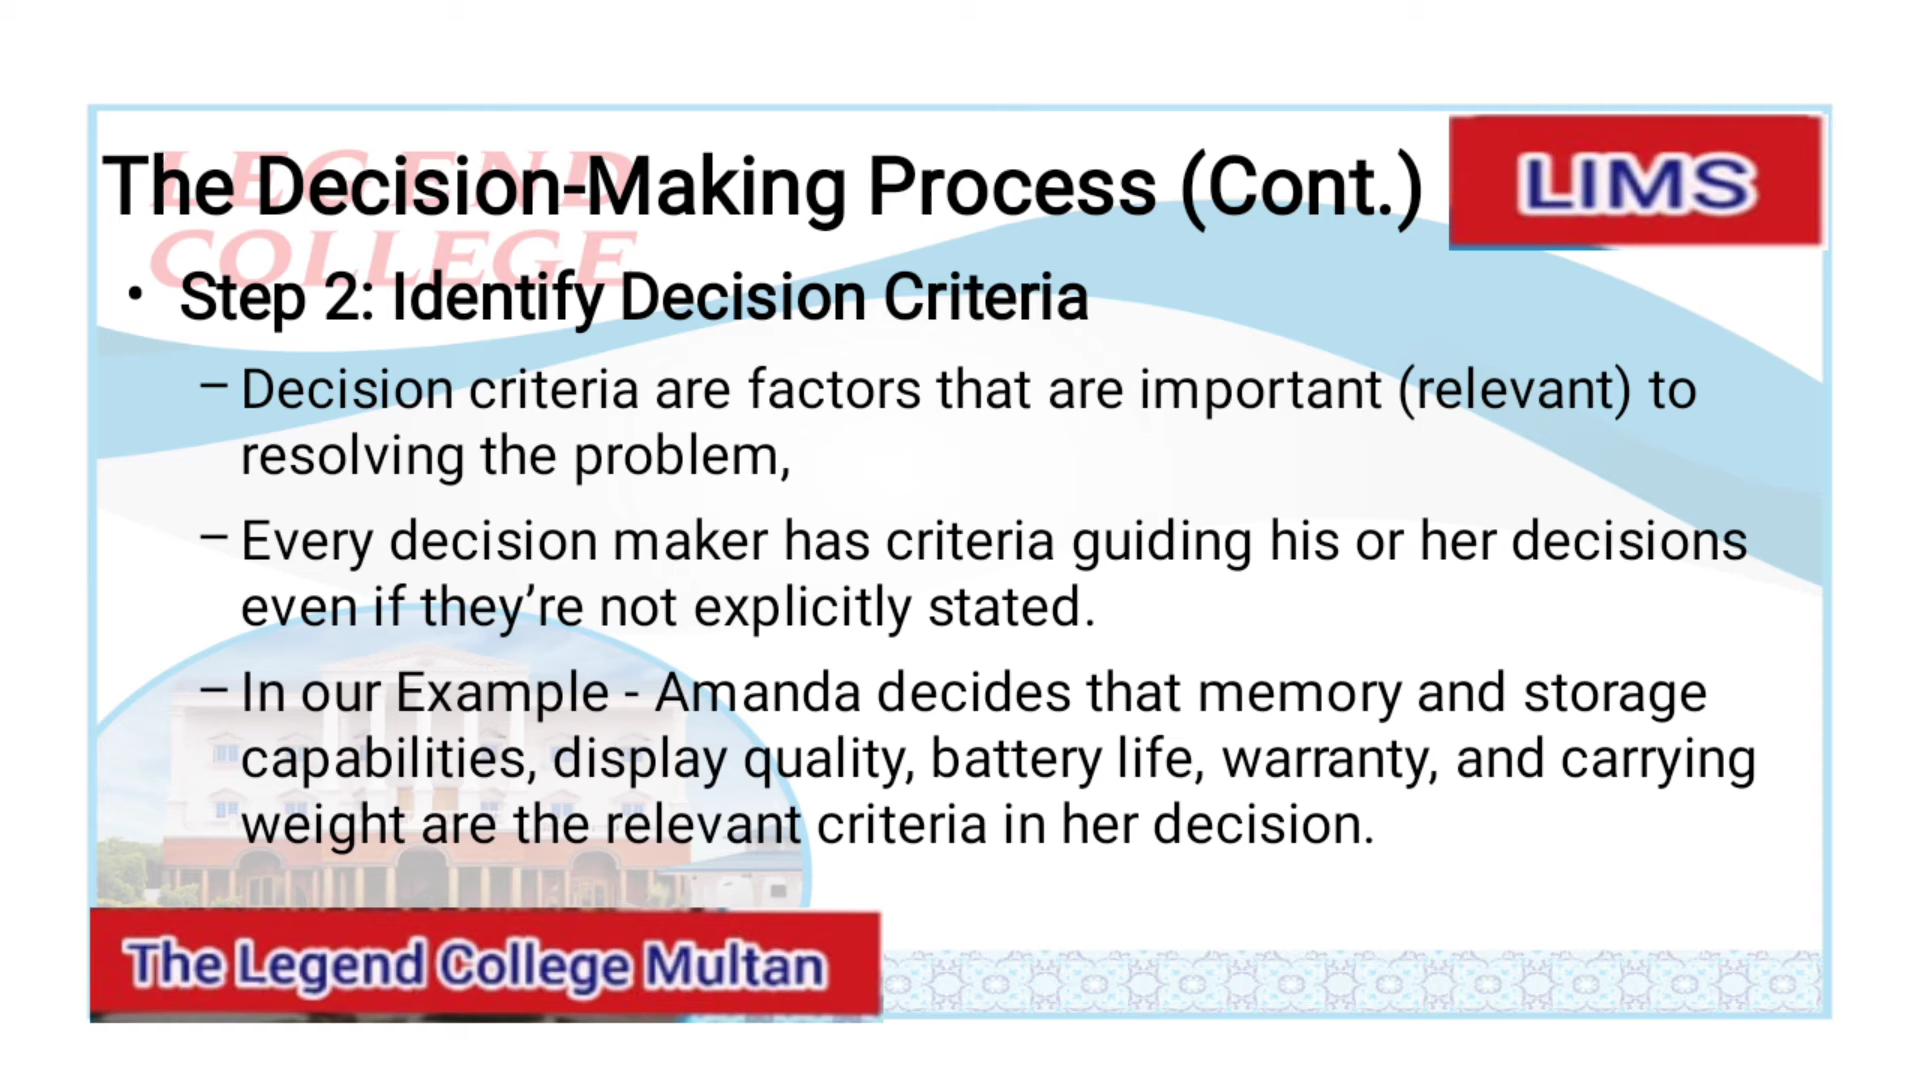 LEGEND
COLLEGE
The Decision-Making Process (Cont.)
LIMS
• Step 2: Identify Decision Criteria
– Decision criteria are factors that are important (relevant) to
resolving the problem,
– Every decision maker has criteria guiding his or her decisions
even if they’re not explicitly stated.
– In our Example - Amanda decides that memory and storage
capabilities, display quality, battery life, warranty, and carrying
weight are the relevant criteria in her decision.
The Legend College Multan